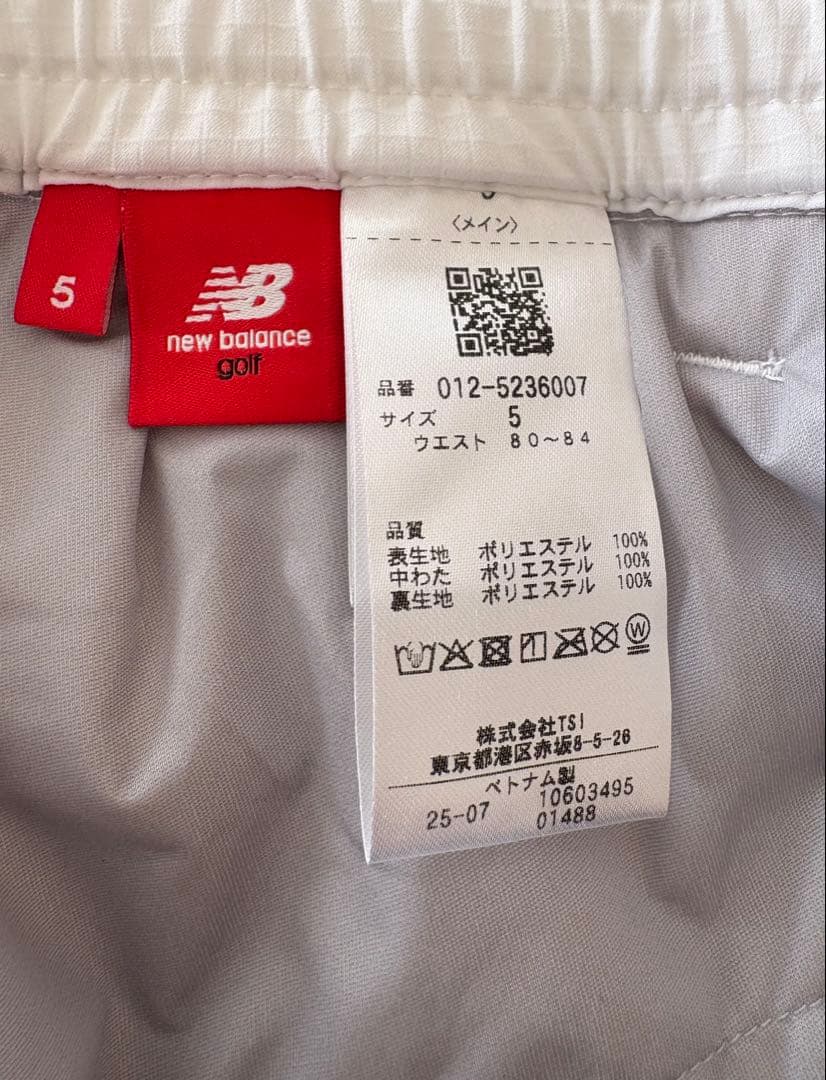 5
NB
new balance
golf
〈メイン〉
品番 012-5236007
サイズ 5
ウエスト 80〜84
品質
表生地 ポリエステル 100%
中わた ポリエステル 100%
裏生地 ポリエステル 100%
W
株式会社TSI
東京都港区赤坂8-5-26
ベトナム製
25-07 10603495
01488